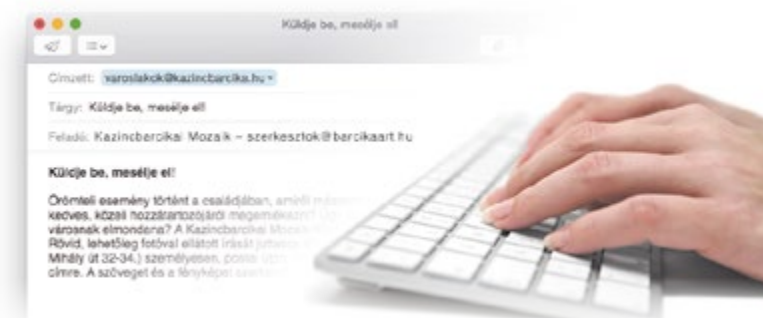 Küldje be, mesélje el!
Címzett: varoslakok@kazincbarcika.hu
Tárgy: Küldje be, mesélje el!
Feladó: Kazincbarcikai Mozaik – szerkesztok@barcikaart.hu
Küldje be, mesélje el!
Örömteli esemény történt a családjában, amiről
kedves, közeli hozzátartozójáról megemlékezni?
városnak elmondana? A Kazincbarcikai
Rövid, lehetőleg fotóval ellátott írását
Mihály út 32-34.) személyesen,
címre. A szöveget és a fényképet